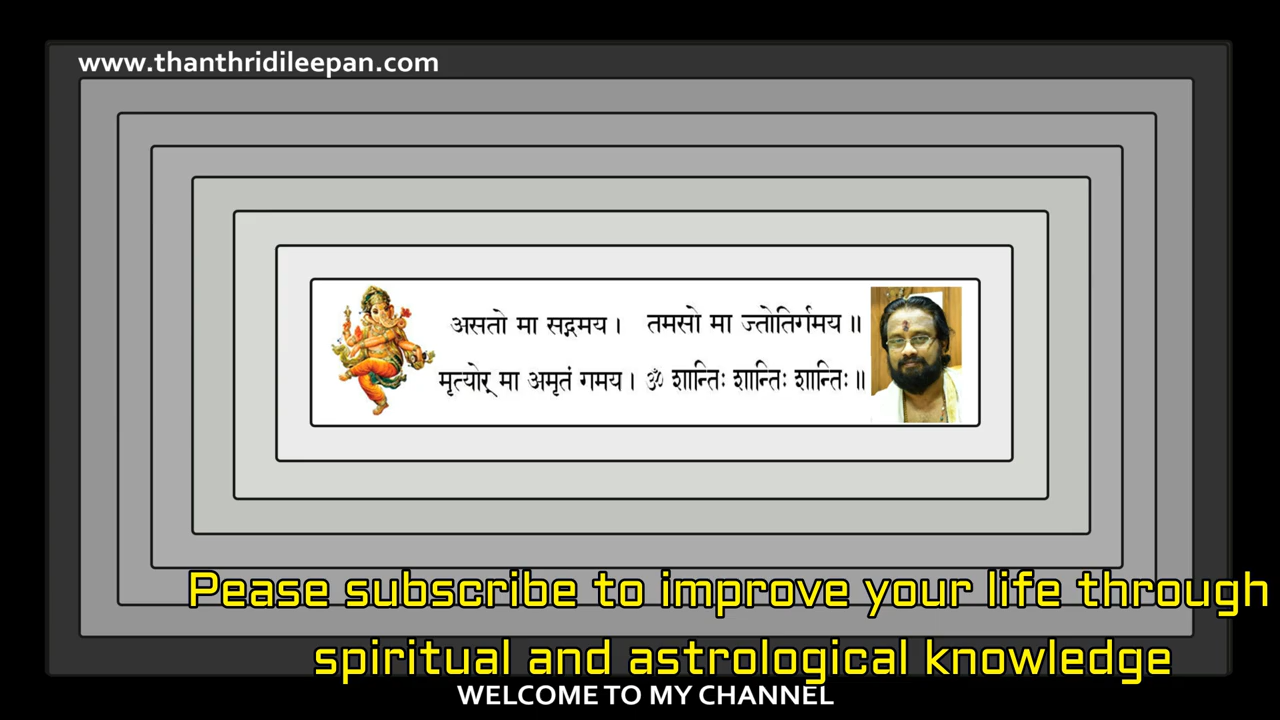 www.thanthridileepan.com
असतो मा सद्गमय। तमसो मा ज्तोतिर्गमय॥
मृत्योर् मा अमृतं गमय। ॐ शान्तिः शान्तिः शान्तिः॥
Pease subscribe to improve your life through
spiritual and astrological knowledge
WELCOME TO MY CHANNEL